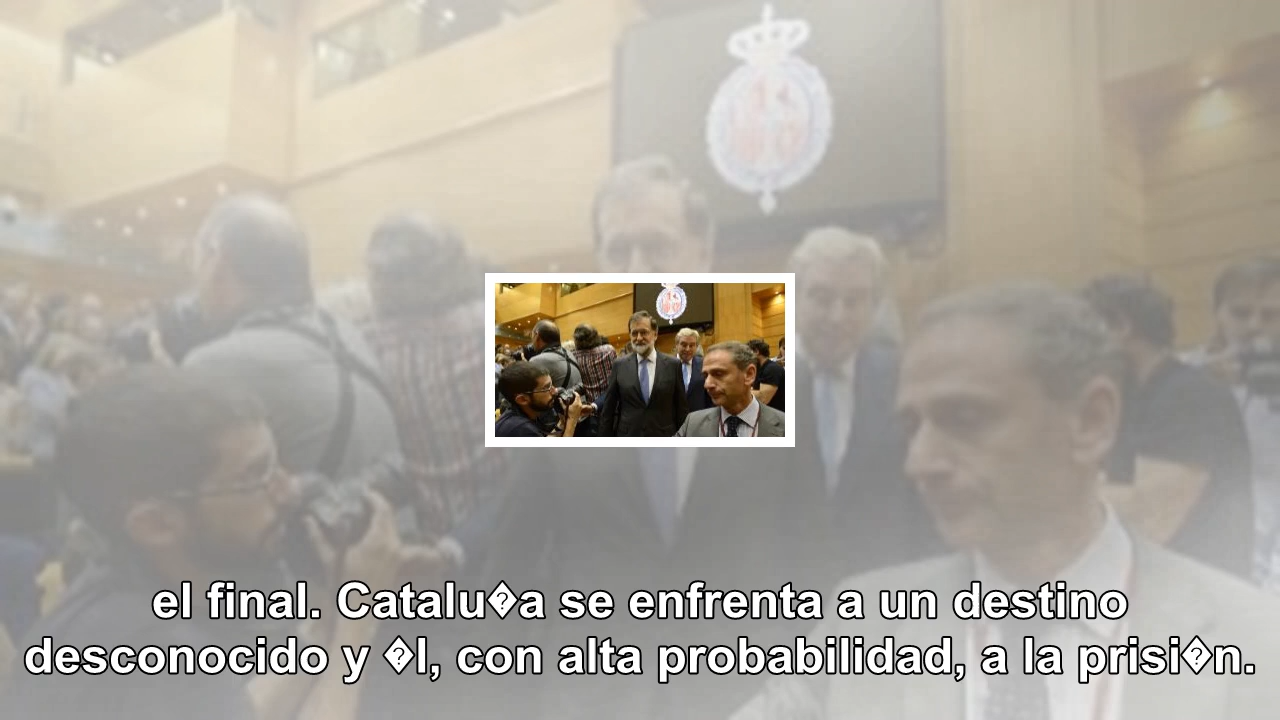 el final. Catalu�a se enfrenta a un destino
desconocido y �l, con alta probabilidad, a la prisi�n.